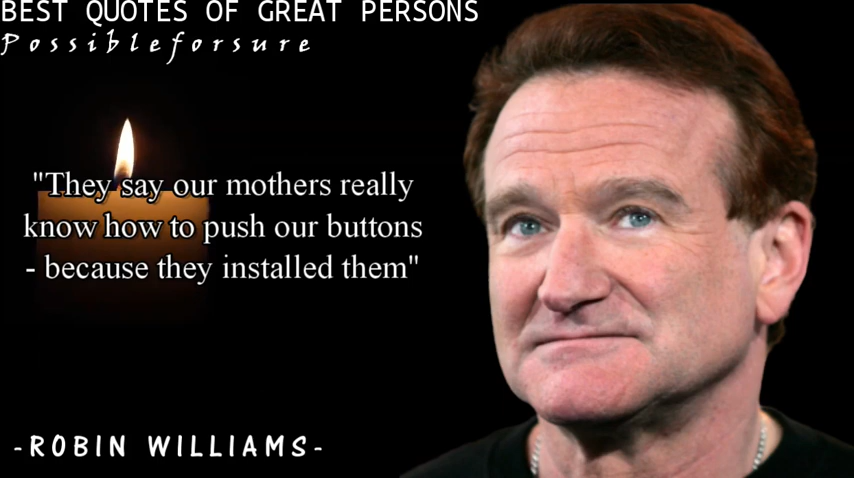 BEST QUOTES OF GREAT PERSONS
Possibleforsure
"They say our mothers really
know how to push our buttons
- because they installed them"
-ROBIN WILLIAMS-